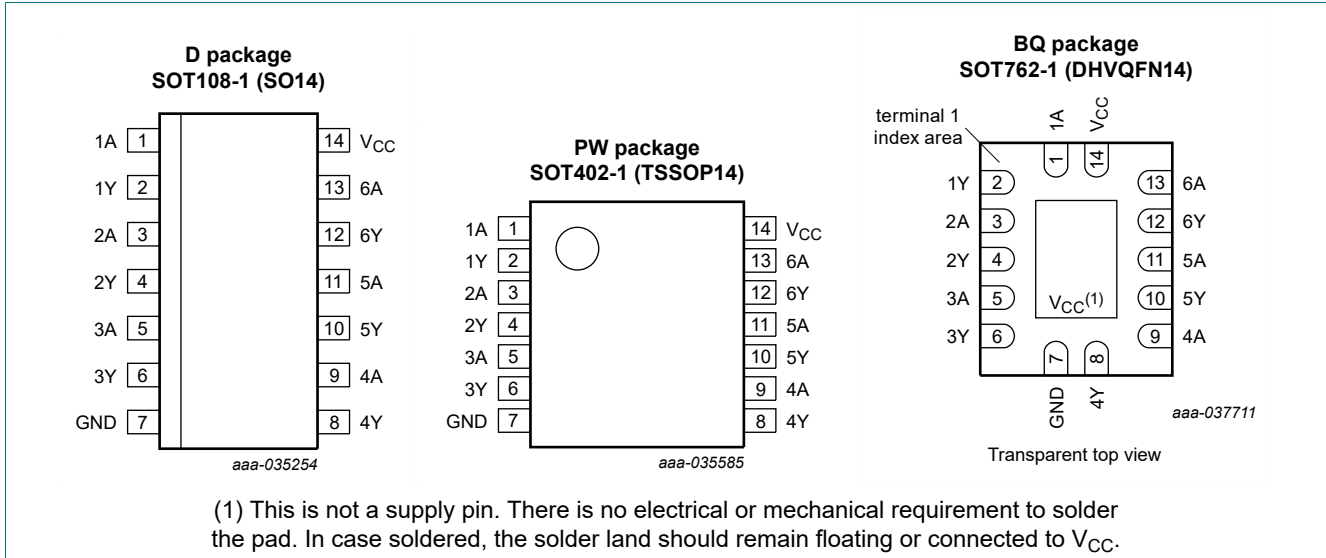 D package
SOT108-1 (SO14)
1A 1
1Y 2
2A 3
2Y 4
3A 5
3Y 6
GND 7
14 VCC
13 6A
12 6Y
11 5A
10 5Y
9 4A
8 4Y
aaa-035254
PW package
SOT402-1 (TSSOP14)
1A 1
1Y 2
2A 3
2Y 4
3A 5
3Y 6
GND 7
14 VCC
13 6A
12 6Y
11 5A
10 5Y
9 4A
8 4Y
aaa-035585
BQ package
SOT762-1 (DHVQFN14)
terminal 1
index area
1A
VCC
1
14
1Y 2
2A 3
2Y 4
3A 5
3Y 6
13 6A
12 6Y
11 5A
10 5Y
9 4A
VCC(1)
7
8
GND
4Y
aaa-037711
Transparent top view
(1) This is not a supply pin. There is no electrical or mechanical requirement to solder
the pad. In case soldered, the solder land should remain floating or connected to VCC.